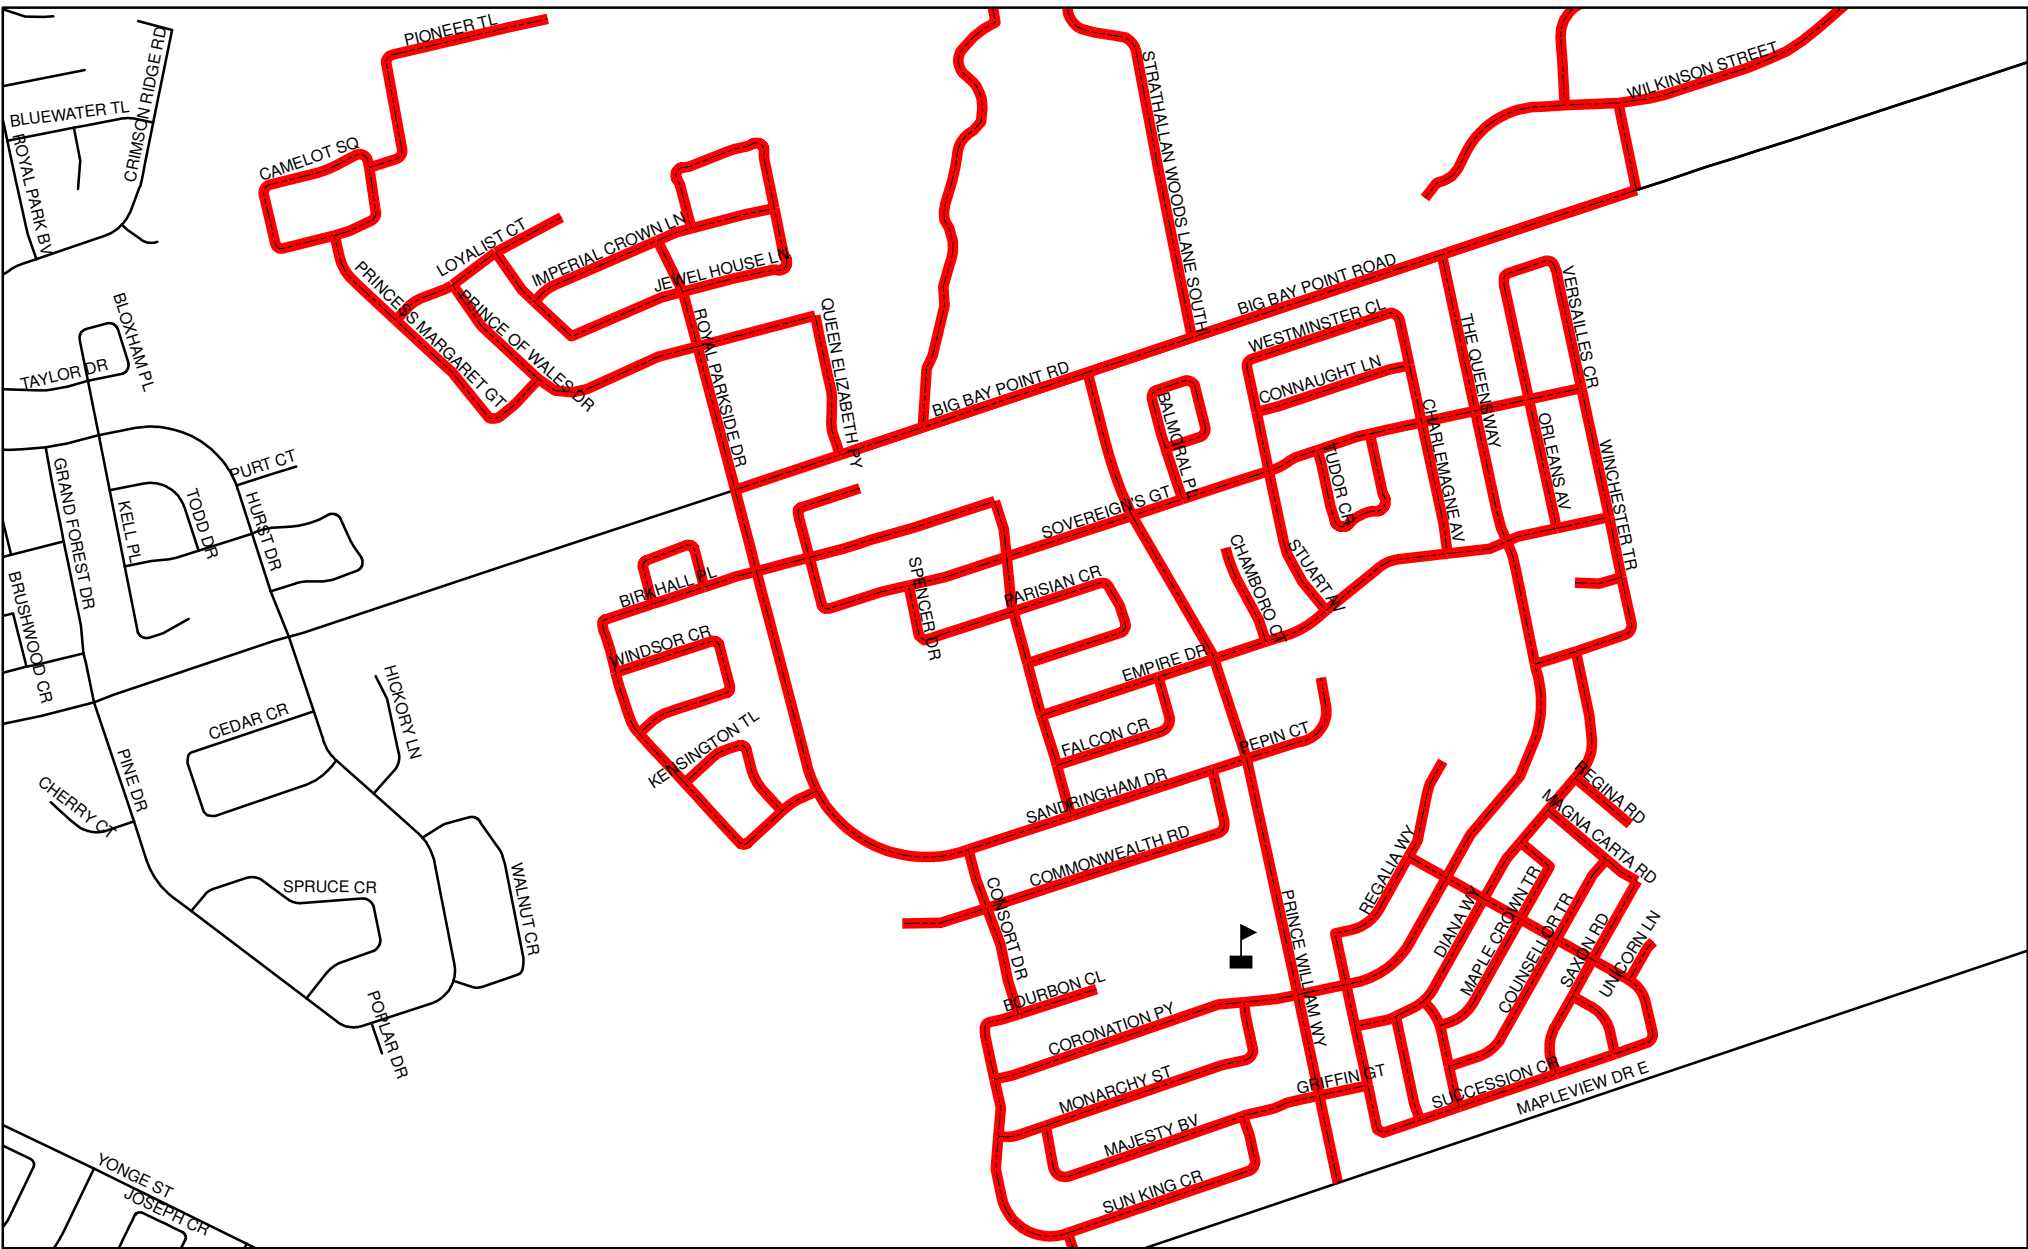 PIONEER TL
CRIMSON RIDGE RD
BLUEWATER TL
ROYAL PARK BV
CAMELOT SQ
STRATHALLAN WOODS LANE SOUTH
WILKINSON STREET
LOYALIST CT
IMPERIAL CROWN LN
JEWEL HOUSE LN
PRINCESS MARGARET GT
PRINCE OF WALES DR
ROYAL PARKSIDE DR
QUEEN ELIZABETH PY
BIG BAY POINT ROAD
BIG BAY POINT RD
WESTMINSTER CL
CONNAUGHT LN
THE QUEENSWAY
VERSAILLES CR
BLOXHAM PL
TAYLOR DR
BALMORAL PL
CHARLEMAGNE AV
ORLEANS AV
WINCHESTER TR
TUDOR CR
PURT CT
GRAND FOREST DR
KELL PL
TODD DR
HURST DR
SOVEREIGN'S GT
SPENCER DR
PARISIAN CR
CHAMBORO CT
STUART AV
BIRKHALL PL
WINDSOR CR
BRUSHWOOD CR
EMPIRE DR
HICKORY LN
CEDAR CR
KENSINGTON TL
FALCON CR
PEPIN CT
PINE DR
CHERRY CT
SANDRINGHAM DR
COMMONWEALTH RD
REGINA RD
MAGNA CARTA RD
REGALIA WY
SPRUCE CR
WALNUT CR
CONSORT DR
PRINCE WILLIAM WY
DIANA WY
MAPLE CROWN TR
COUNSELLOR TR
SAXON RD
UNICORN LN
POPLAR DR
BOURBON CL
CORONATION PY
MONARCHY ST
GRIFFIN GT
SUCCESSION CR
MAPLEVIEW DR E
MAJESTY BV
SUN KING CR
YONGE ST
JOSEPH CR